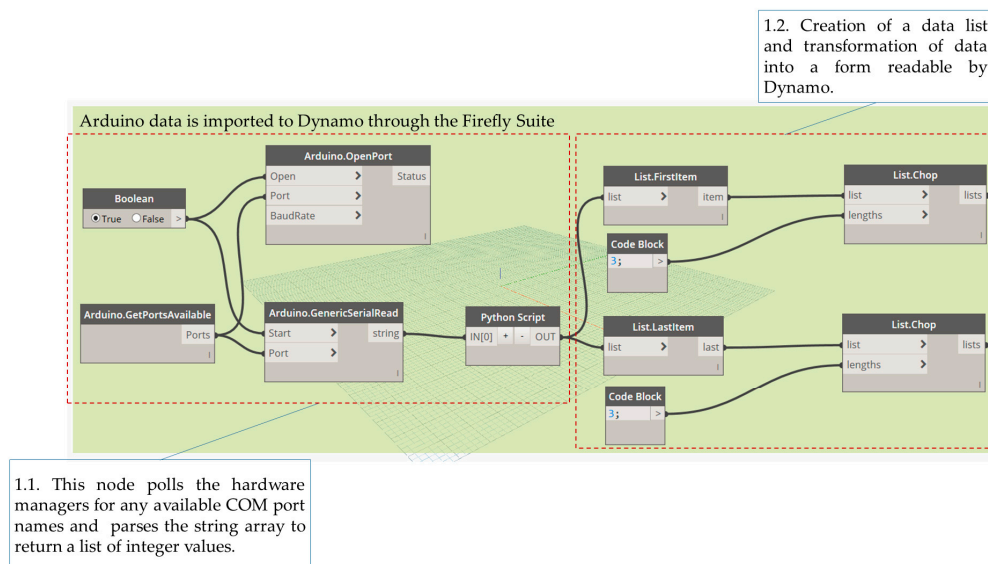 1.2. Creation of a data list
and transformation of data
into a form readable by
Dynamo.
Arduino data is imported to Dynamo through the Firefly Suite
Boolean
True False >
Arduino.OpenPort
Open > Status
Port >
BaudRate >
Arduino.GetPortsAvailable
Ports
Arduino.GenericSerialRead
Start > string
Port >
Python Script
IN[0] + - OUT
List.FirstItem
list > item
Code Block
3; >
List.Chop
list > lists
lengths >
List.LastItem
list > last
Code Block
3; >
List.Chop
list > lists
lengths >
1.1. This node polls the hardware
managers for any available COM port
names and parses the string array to
return a list of integer values.